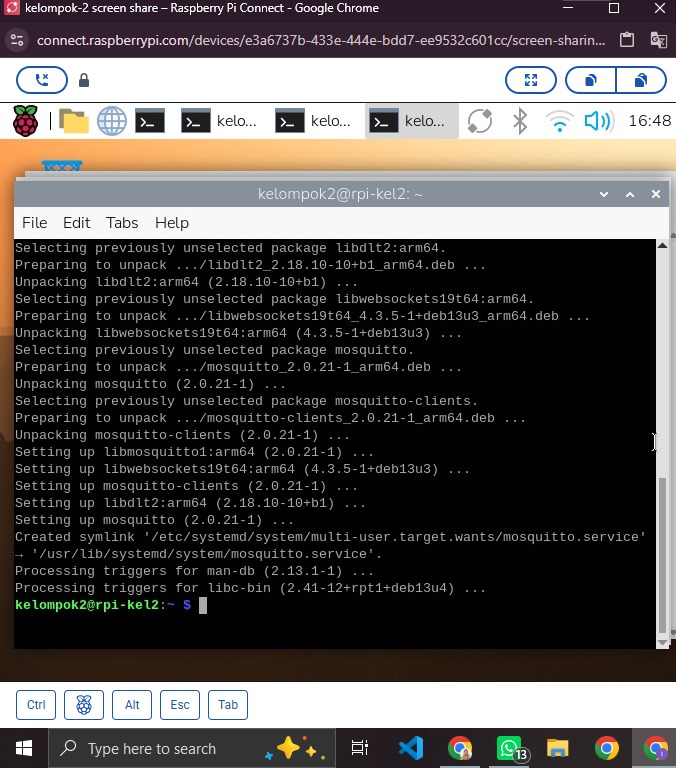 kelompok-2 screen share – Raspberry Pi Connect - Google Chrome
connect.raspberrypi.com/devices/e3a6737b-433e-444e-bdd7-ee9532c601cc/screen-sharin...
kelo... kelo... kelo... 16:48
kelompok2@rpi-kel2: ~
File Edit Tabs Help
Selecting previously unselected package libdlt2:arm64.
Preparing to unpack .../libdlt2_2.18.10-10+b1_arm64.deb ...
Unpacking libdlt2:arm64 (2.18.10-10+b1) ...
Selecting previously unselected package libwebsockets19t64:arm64.
Preparing to unpack .../libwebsockets19t64_4.3.5-1+deb13u3_arm64.deb ...
Unpacking libwebsockets19t64:arm64 (4.3.5-1+deb13u3) ...
Selecting previously unselected package mosquitto.
Preparing to unpack .../mosquitto_2.0.21-1_arm64.deb ...
Unpacking mosquitto (2.0.21-1) ...
Selecting previously unselected package mosquitto-clients.
Preparing to unpack .../mosquitto-clients_2.0.21-1_arm64.deb ...
Unpacking mosquitto-clients (2.0.21-1) ...
Setting up libmosquitto1:arm64 (2.0.21-1) ...
Setting up libwebsockets19t64:arm64 (4.3.5-1+deb13u3) ...
Setting up mosquitto-clients (2.0.21-1) ...
Setting up libdlt2:arm64 (2.18.10-10+b1) ...
Setting up mosquitto (2.0.21-1) ...
Created symlink '/etc/systemd/system/multi-user.target.wants/mosquitto.service'
→ '/usr/lib/systemd/system/mosquitto.service'.
Processing triggers for man-db (2.13.1-1) ...
Processing triggers for libc-bin (2.41-12+rpt1+deb13u4) ...
kelompok2@rpi-kel2:~ $
Ctrl Alt Esc Tab
Type here to search 13